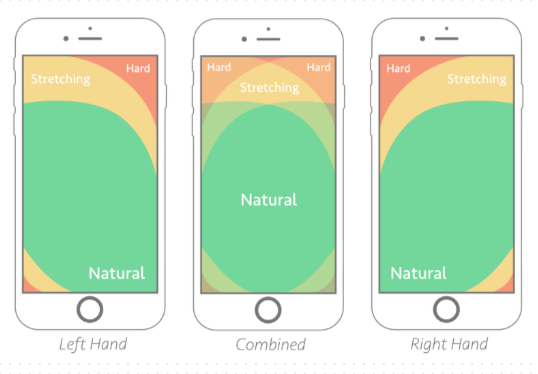 Stretching
Hard
Natural
Left Hand
Hard
Hard
Stretching
Natural
Combined
Hard
Stretching
Natural
Right Hand